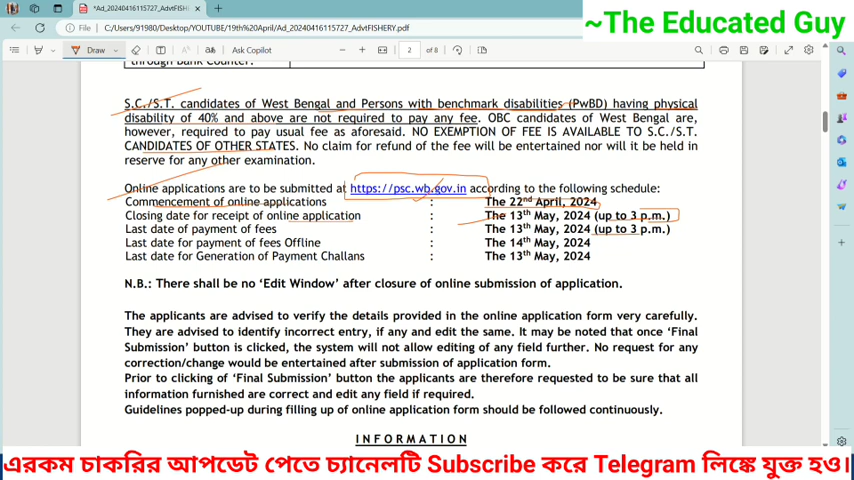 *Ad_20240416115727_AdvtFISHERY
File C:/Users/91980/Desktop/YOUTUBE/19th%20April/Ad_20240416115727_AdvtFISHERY.pdf
~The Educated Guy
Draw Ask Copilot 2 of 8
through Bank Counter.
S.C./S.T. candidates of West Bengal and Persons with benchmark disabilities (PwBD) having physical
disability of 40% and above are not required to pay any fee. OBC candidates of West Bengal are,
however, required to pay usual fee as aforesaid. NO EXEMPTION OF FEE IS AVAILABLE TO S.C./S.T.
CANDIDATES OF OTHER STATES. No claim for refund of the fee will be entertained nor will it be held in
reserve for any other examination.
Online applications are to be submitted at https://psc.wb.gov.in according to the following schedule:
Commencement of online applications : The 22nd April, 2024
Closing date for receipt of online application : The 13th May, 2024 (up to 3 p.m.)
Last date of payment of fees : The 13th May, 2024 (up to 3 p.m.)
Last date for payment of fees Offline : The 14th May, 2024
Last date for Generation of Payment Challans : The 13th May, 2024
N.B.: There shall be no 'Edit Window' after closure of online submission of application.
The applicants are advised to verify the details provided in the online application form very carefully.
They are advised to identify incorrect entry, if any and edit the same. It may be noted that once 'Final
Submission' button is clicked, the system will not allow editing of any field further. No request for any
correction/change would be entertained after submission of application form.
Prior to clicking of 'Final Submission' button the applicants are therefore requested to be sure that all
information furnished are correct and edit any field if required.
Guidelines popped-up during filling up of online application form should be followed continuously.
INFORMATION
এরকম চাকরির আপডেট পেতে চ্যানেলটি Subscribe করে Telegram লিঙ্কে যুক্ত হও।